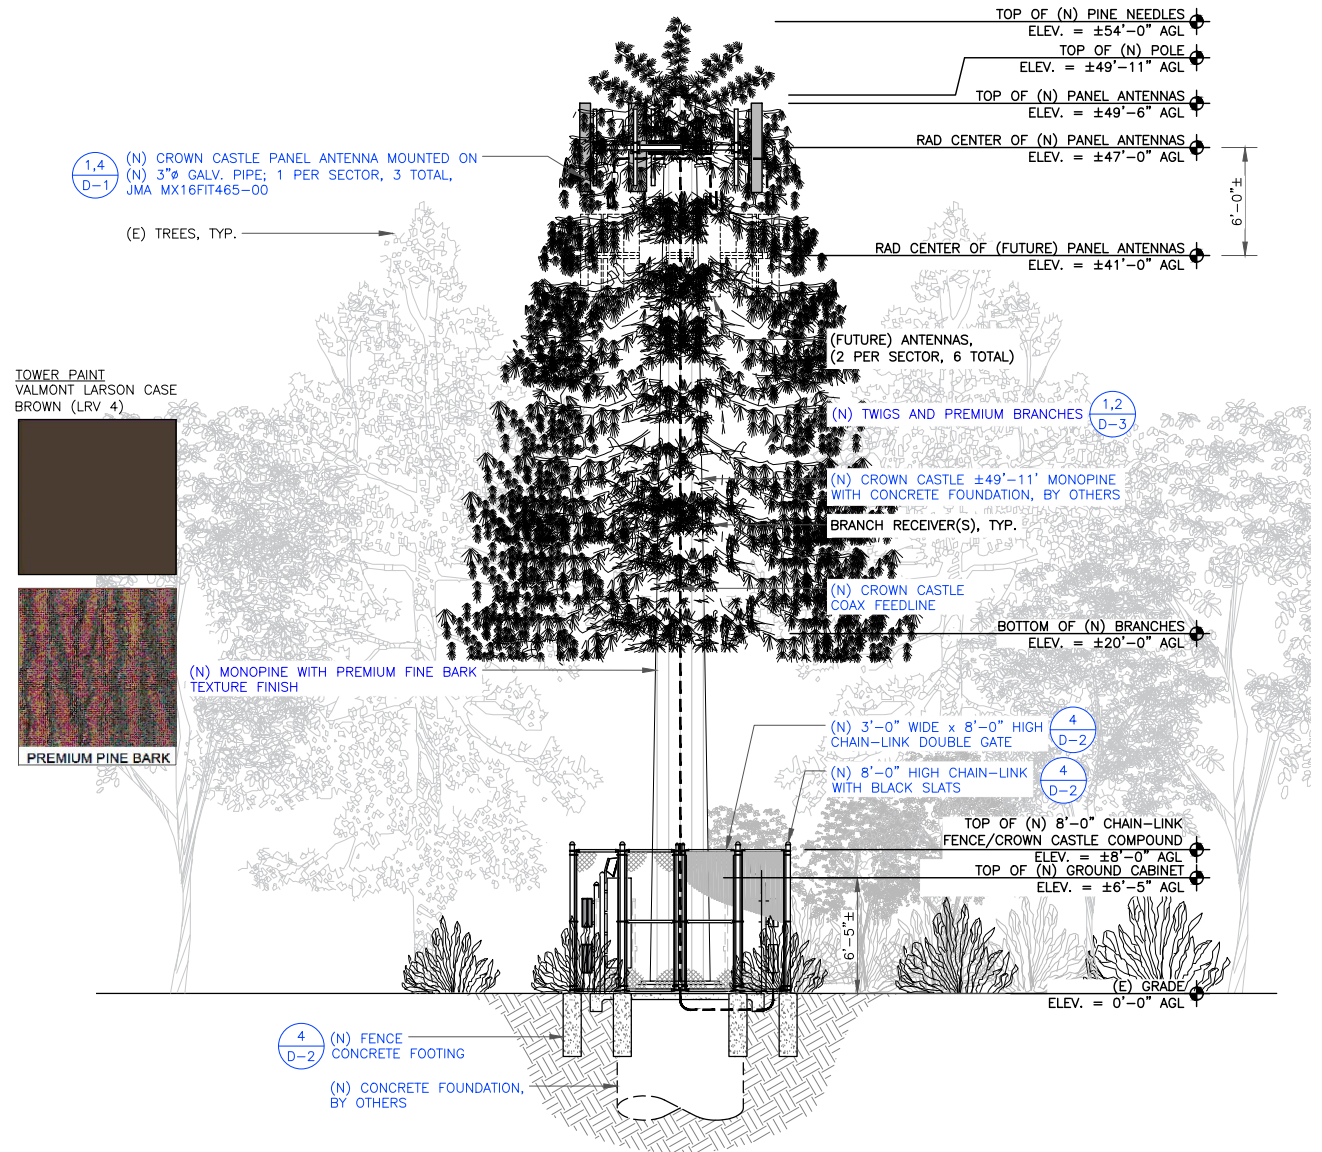 TOP OF (N) PINE NEEDLES
ELEV. = ±54'-0" AGL
TOP OF (N) POLE
ELEV. = ±49'-11" AGL
TOP OF (N) PANEL ANTENNAS
ELEV. = ±49'-6" AGL
RAD CENTER OF (N) PANEL ANTENNAS
ELEV. = ±47'-0" AGL
6'-0"±
RAD CENTER OF (FUTURE) PANEL ANTENNAS
ELEV. = ±41'-0" AGL
1,4
D-1
(N) CROWN CASTLE PANEL ANTENNA MOUNTED ON
(N) 3"ø GALV. PIPE; 1 PER SECTOR, 3 TOTAL,
JMA MX16FIT465-00
(E) TREES, TYP.
(FUTURE) ANTENNAS,
(2 PER SECTOR, 6 TOTAL)
TOWER PAINT
VALMONT LARSON CASE
BROWN (LRV 4)
(N) TWIGS AND PREMIUM BRANCHES
1,2
D-3
(N) CROWN CASTLE ±49'-11' MONOPINE
WITH CONCRETE FOUNDATION, BY OTHERS
BRANCH RECEIVER(S), TYP.
(N) CROWN CASTLE
COAX FEEDLINE
BOTTOM OF (N) BRANCHES
ELEV. = ±20'-0" AGL
(N) MONOPINE WITH PREMIUM FINE BARK
TEXTURE FINISH
PREMIUM PINE BARK
(N) 3'-0" WIDE x 8'-0" HIGH
CHAIN-LINK DOUBLE GATE
4
D-2
(N) 8'-0" HIGH CHAIN-LINK
WITH BLACK SLATS
4
D-2
TOP OF (N) 8'-0" CHAIN-LINK
FENCE/CROWN CASTLE COMPOUND
ELEV. = ±8'-0" AGL
TOP OF (N) GROUND CABINET
ELEV. = ±6'-5" AGL
6'-5"±
(E) GRADE
ELEV. = 0'-0" AGL
4
D-2
(N) FENCE
CONCRETE FOOTING
(N) CONCRETE FOUNDATION,
BY OTHERS